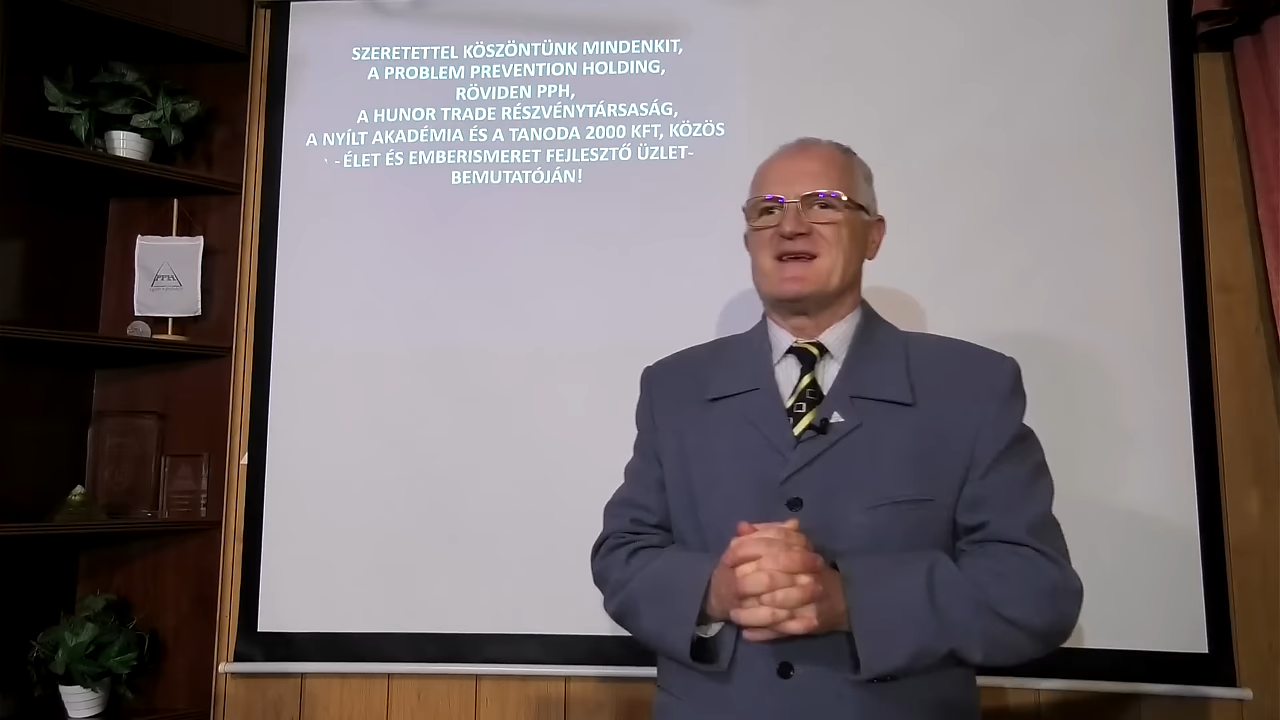 SZERETETTEL KÖSZÖNTÜNK MINDENKIT,
A PROBLEM PREVENTION HOLDING,
RÖVIDEN PPH,
A HUNOR TRADE RÉSZVÉNYTÁRSASÁG,
A NYÍLT AKADÉMIA ÉS A TANODA 2000 KFT, KÖZÖS
-ÉLET ÉS EMBERISMERET FEJLESZTŐ ÜZLET-
BEMUTATÓJÁN!
PPH